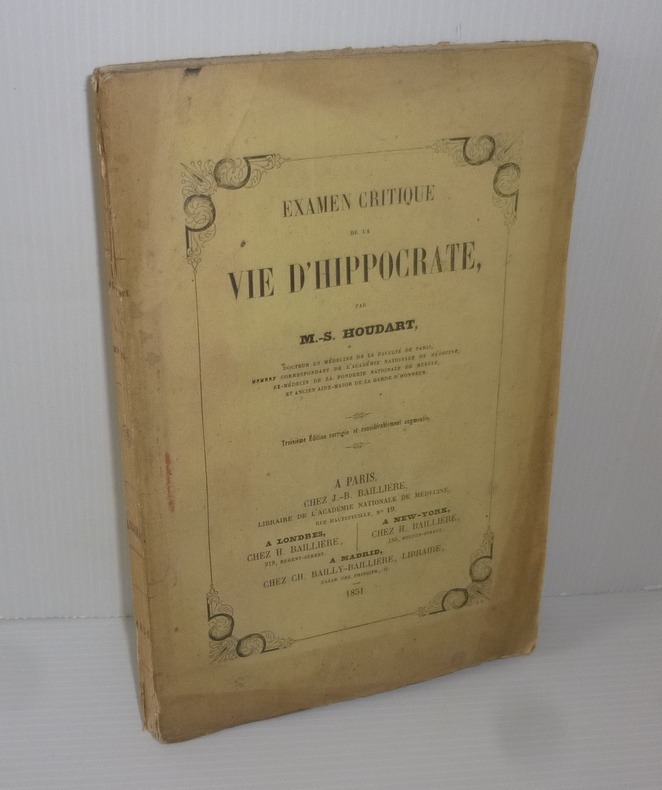 EXAMEN CRITIQUE
DE LA
VIE D'HIPPOCRATE,
PAR
M.-S. HOUDART,
DOCTEUR EN MÉDECINE DE LA FACULTÉ DE PARIS,
MEMBRE CORRESPONDANT DE L'ACADÉMIE NATIONALE DE MÉDECINE,
EX-MÉDECIN DE LA FONDERIE NATIONALE DE
ET ANCIEN AIDE-MAJOR DE LA GARDE D'HONNEUR.
Troisième Édition corrigée et considérablement augmentée.
A PARIS,
CHEZ J.-B. BAILLIÈRE,
LIBRAIRE DE L'ACADÉMIE NATIONALE DE MÉDECINE,
RUE HAUTEFEUILLE, N° 19.
A LONDRES,
CHEZ H. BAILLIÈRE,
219, REGENT-STREET.
A NEW-YORK,
CHEZ H. BAILLIÈRE,
A MADRID,
CHEZ CH. BAILLY-BAILLIÈRE, LIBRAIRE,
1851